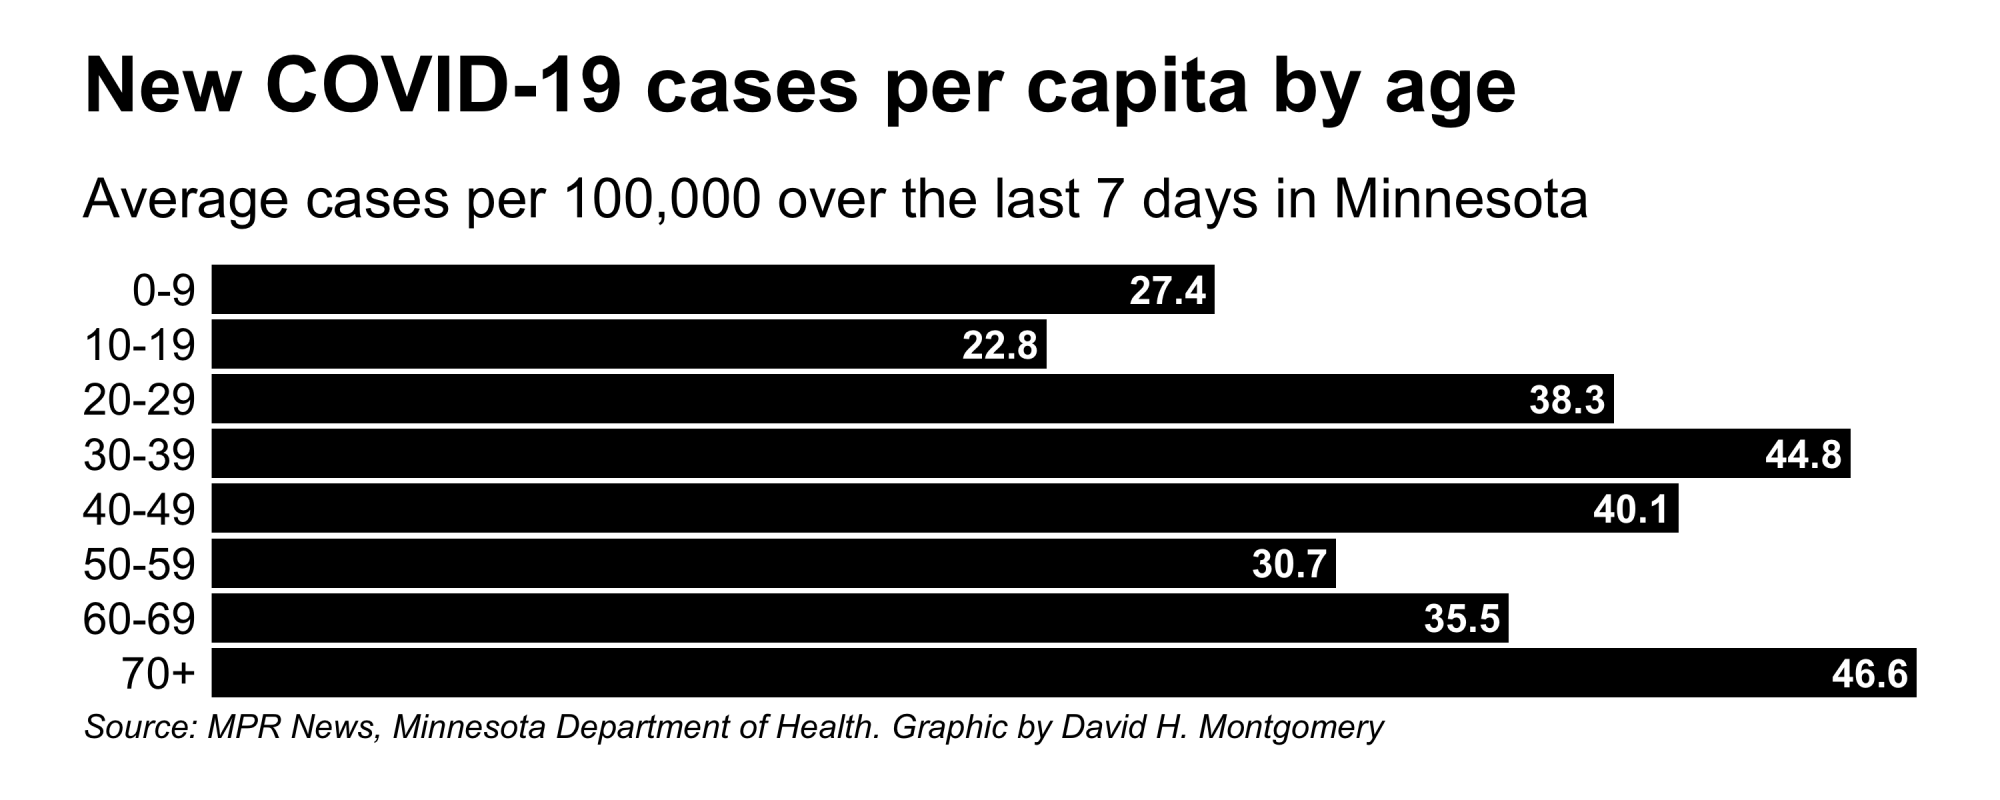 New COVID-19 cases per capita by age
Average cases per 100,000 over the last 7 days in Minnesota
0-9 27.4
10-19 22.8
20-29 38.3
30-39 44.8
40-49 40.1
50-59 30.7
60-69 35.5
70+ 46.6
Source: MPR News, Minnesota Department of Health. Graphic by David H. Montgomery